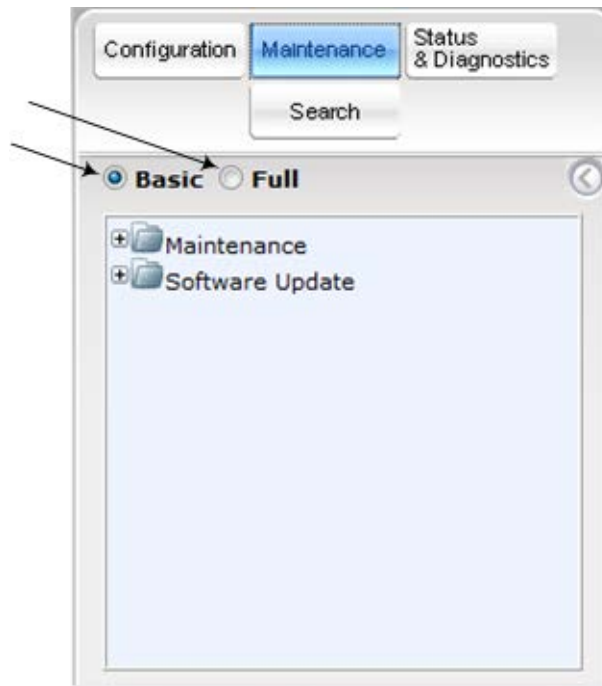 Configuration
Maintenance
Status
& Diagnostics
Search
Basic
Full
Maintenance
Software Update